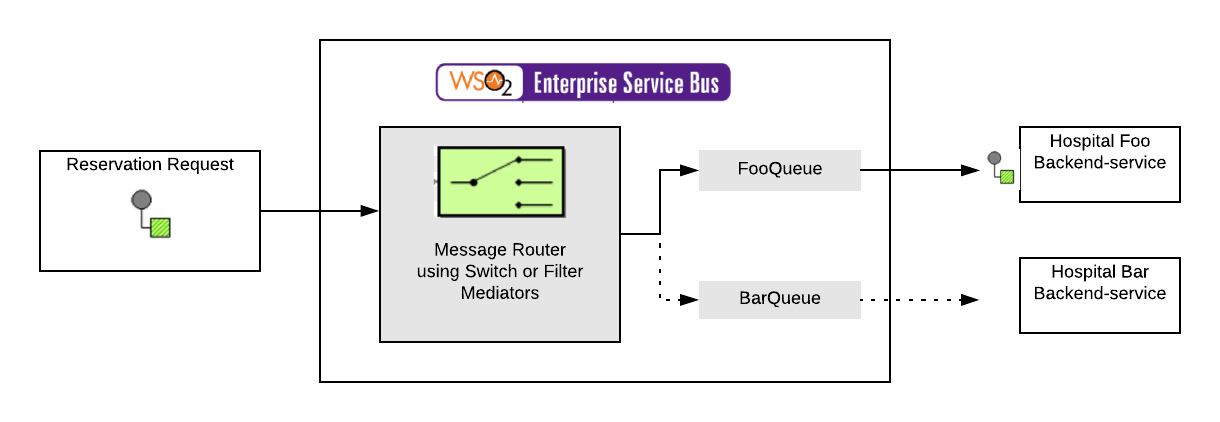 WSO2 Enterprise Service Bus
Reservation Request
Message Router
using Switch or Filter
Mediators
FooQueue
BarQueue
Hospital Foo
Backend-service
Hospital Bar
Backend-service